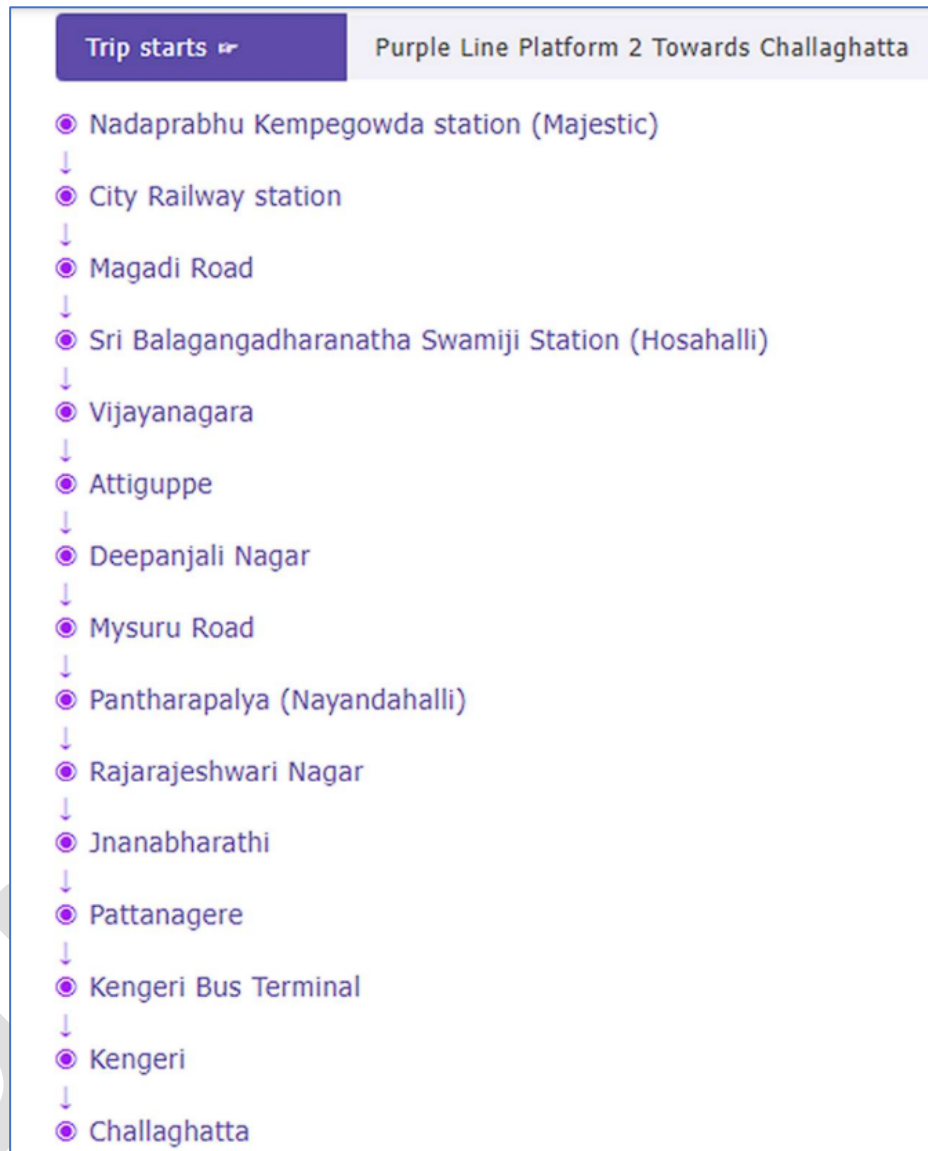 Trip starts ☞ Purple Line Platform 2 Towards Challaghatta
Nadaprabhu Kempegowda station (Majestic)
↓
City Railway station
↓
Magadi Road
↓
Sri Balagangadharanatha Swamiji Station (Hosahalli)
↓
Vijayanagara
↓
Attiguppe
↓
Deepanjali Nagar
↓
Mysuru Road
↓
Pantharapalya (Nayandahalli)
↓
Rajarajeshwari Nagar
↓
Jnanabharathi
↓
Pattanagere
↓
Kengeri Bus Terminal
↓
Kengeri
↓
Challaghatta